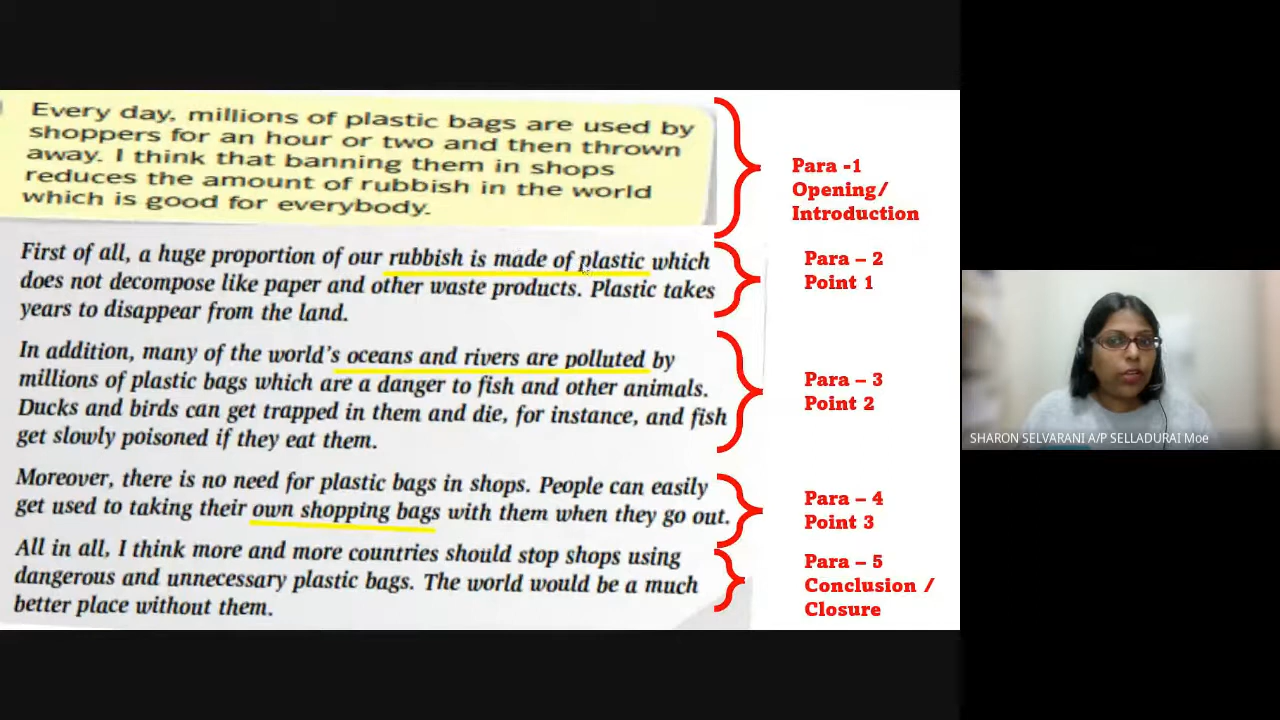 Every day, millions of plastic bags are used by
shoppers for an hour or two and then thrown
away. I think that banning them in shops
reduces the amount of rubbish in the world
which is good for everybody.
Para -1
Opening/
Introduction
First of all, a huge proportion of our rubbish is made of plastic which
does not decompose like paper and other waste products. Plastic takes
years to disappear from the land.
Para – 2
Point 1
In addition, many of the world's oceans and rivers are polluted by
millions of plastic bags which are a danger to fish and other animals.
Ducks and birds can get trapped in them and die, for instance, and fish
get slowly poisoned if they eat them.
Para – 3
Point 2
Moreover, there is no need for plastic bags in shops. People can easily
get used to taking their own shopping bags with them when they go out.
Para – 4
Point 3
All in all, I think more and more countries should stop shops using
dangerous and unnecessary plastic bags. The world would be a much
better place without them.
Para – 5
Conclusion /
Closure
SHARON SELVARANI A/P SELLADURAI Moe